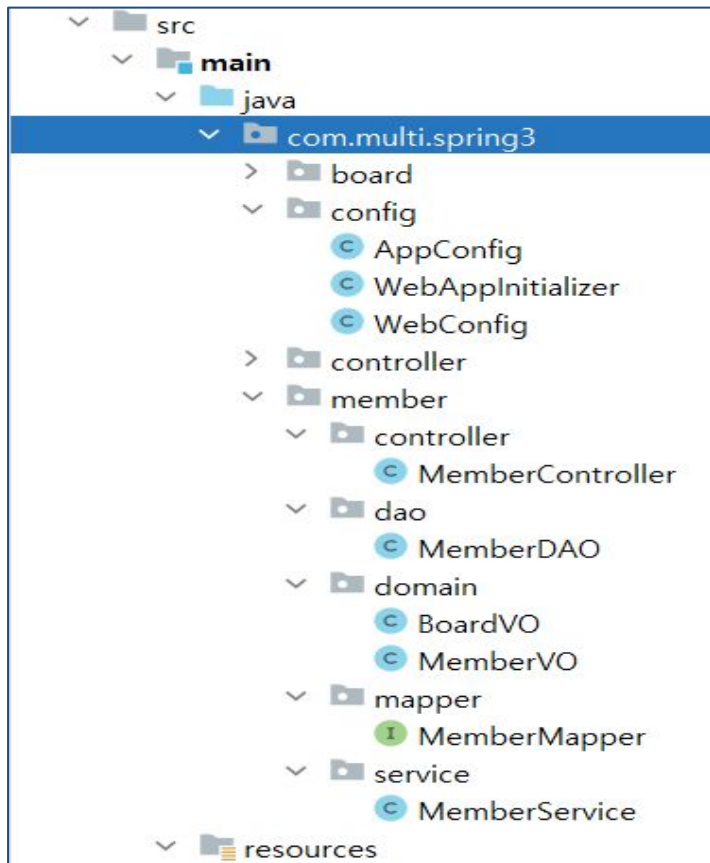 src
main
java
com.multi.spring3
board
config
C AppConfig
C WebAppInitializer
C WebConfig
controller
member
controller
C MemberController
dao
C MemberDAO
domain
C BoardVO
C MemberVO
mapper
I MemberMapper
service
C MemberService
resources